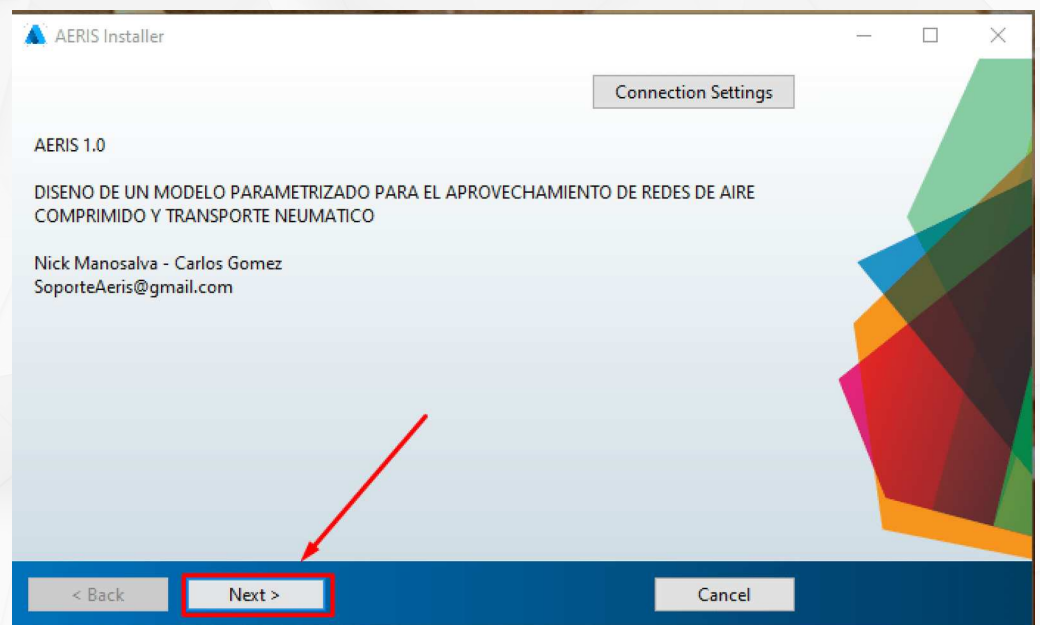 AERIS Installer
Connection Settings
AERIS 1.0
DISENO DE UN MODELO PARAMETRIZADO PARA EL APROVECHAMIENTO DE REDES DE AIRE
COMPRIMIDO Y TRANSPORTE NEUMATICO
Nick Manosalva - Carlos Gomez
SoporteAeris@gmail.com
< Back
Next >
Cancel